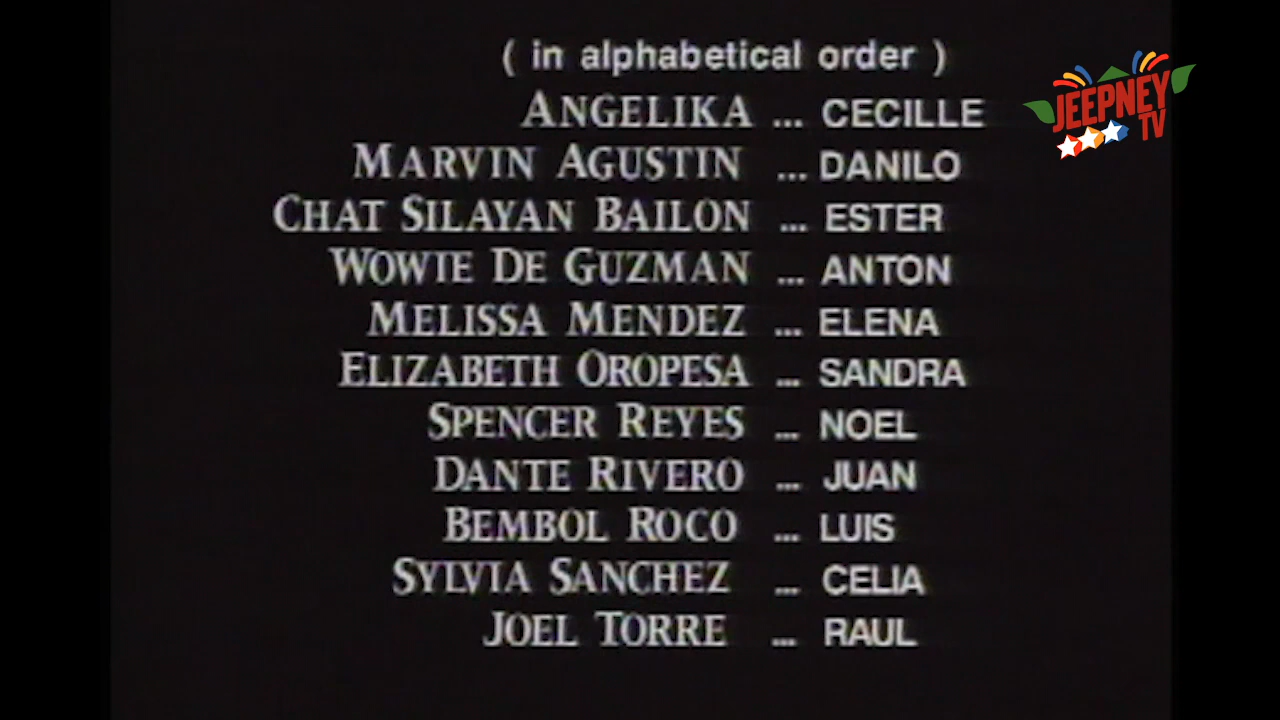 ( in alphabetical order )
ANGELIKA ... CECILLE
MARVIN AGUSTIN ... DANILO
CHAT SILAYAN BAILON ... ESTER
WOWIE DE GUZMAN ... ANTON
MELISSA MENDEZ ... ELENA
ELIZABETH OROPESA ... SANDRA
SPENCER REYES ... NOEL
DANTE RIVERO ... JUAN
BEMBOL ROCO ... LUIS
SYLVIA SANCHEZ ... CELIA
JOEL TORRE ... RAUL
JEEPNEY
TV